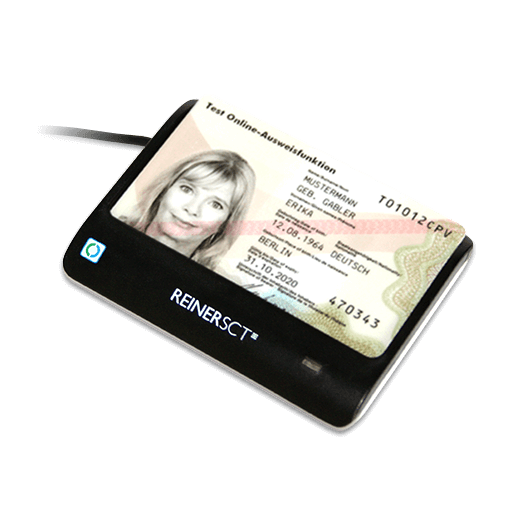 Test Online-Ausweisfunktion
MUSTERMANN
GEB. GABLER
ERIKA
T01012CPV
12.08.1964 DEUTSCH
BERLIN
31.10.2020
470343
REINERSCT